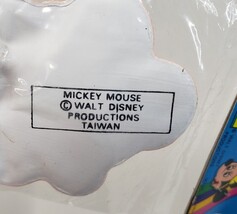 MICKEY MOUSE
© WALT DISNEY
PRODUCTIONS
TAIWAN